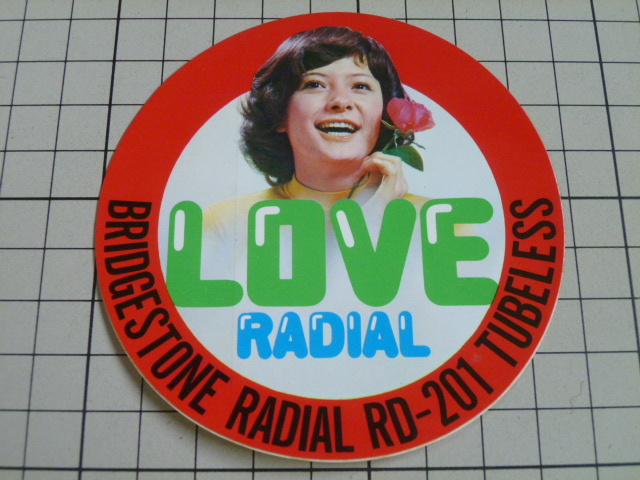 LOVE
RADIAL
BRIDGESTONE RADIAL RD-201 TUBELESS